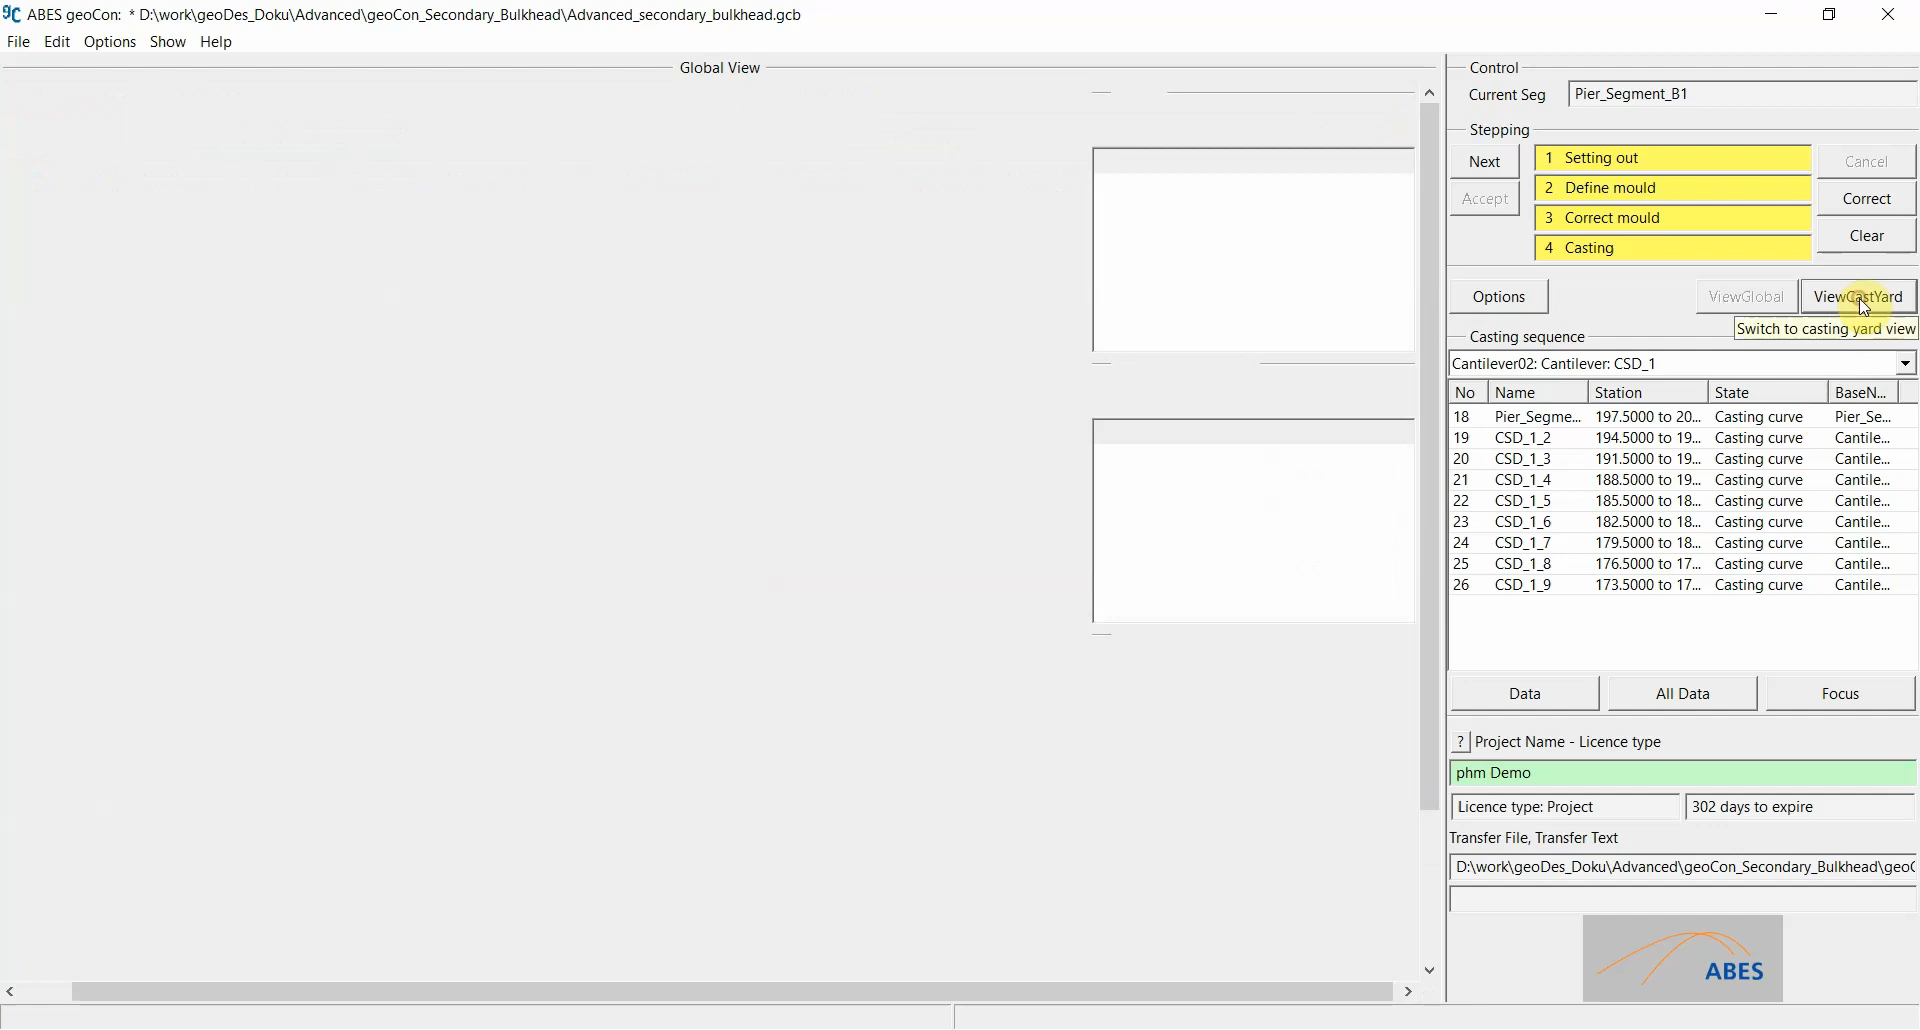 ABES geoCon: * D:\work\geoDes_Doku\Advanced\geoCon_Secondary_Bulkhead\Advanced_secondary_bulkhead.gcb
File Edit Options Show Help
Global View
Control
Current Seg Pier_Segment_B1
Stepping
Next 1 Setting out Cancel
2 Define mould
Accept 3 Correct mould Correct
4 Casting Clear
Options ViewGlobal ViewCastYard
Switch to casting yard view
Casting sequence
Cantilever02: Cantilever: CSD_1
No Name Station State BaseN...
18 Pier_Segme... 197.5000 to 20... Casting curve Pier_Se...
19 CSD_1_2 194.5000 to 19... Casting curve Cantile...
20 CSD_1_3 191.5000 to 19... Casting curve Cantile...
21 CSD_1_4 188.5000 to 19... Casting curve Cantile...
22 CSD_1_5 185.5000 to 18... Casting curve Cantile...
23 CSD_1_6 182.5000 to 18... Casting curve Cantile...
24 CSD_1_7 179.5000 to 18... Casting curve Cantile...
25 CSD_1_8 176.5000 to 17... Casting curve Cantile...
26 CSD_1_9 173.5000 to 17... Casting curve Cantile...
Data All Data Focus
? Project Name - Licence type
phm Demo
Licence type: Project 302 days to expire
Transfer File, Transfer Text
D:\work\geoDes_Doku\Advanced\geoCon_Secondary_Bulkhead\geoC
ABES